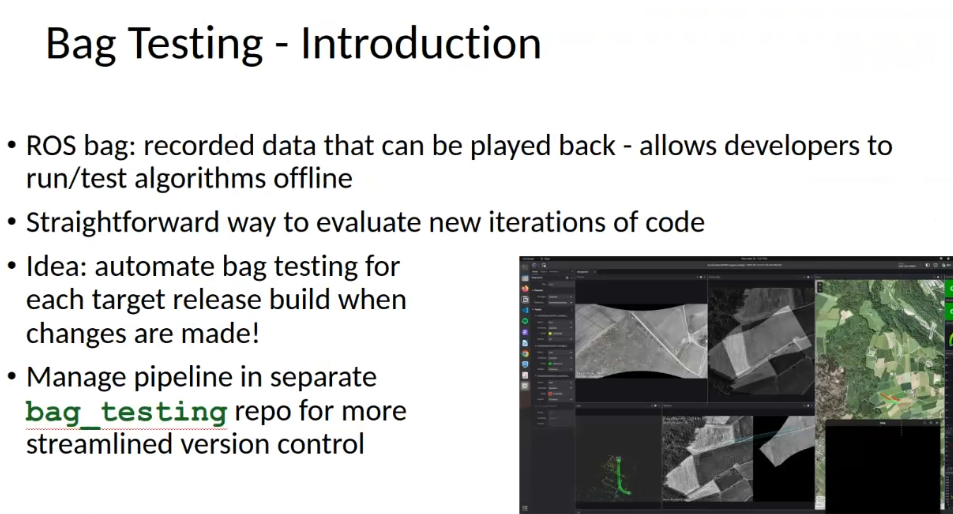 Bag Testing - Introduction
• ROS bag: recorded data that can be played back - allows developers to
run/test algorithms offline
• Straightforward way to evaluate new iterations of code
• Idea: automate bag testing for
each target release build when
changes are made!
• Manage pipeline in separate
bag_testing repo for more
streamlined version control